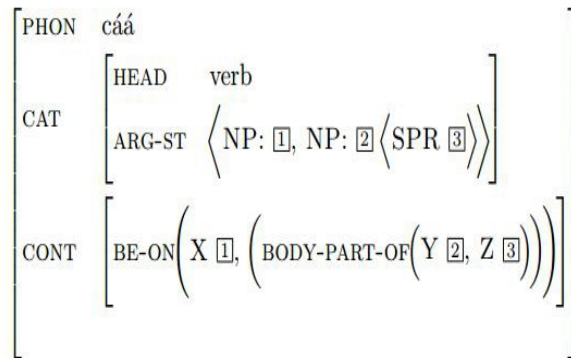 PHON cáá
HEAD verb
CAT
ARG-ST ⟨NP: 1, NP: 2⟨SPR 3⟩⟩
CONT [BE-ON(X 1, (BODY-PART-OF(Y 2, Z 3)))]